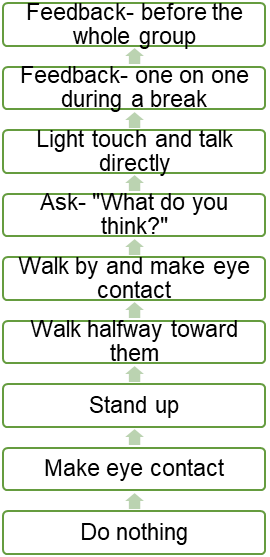 Feedback- before the
whole group
Feedback- one on one
during a break
Light touch and talk
directly
Ask- "What do you
think?"
Walk by and make eye
contact
Walk halfway toward
them
Stand up
Make eye contact
Do nothing